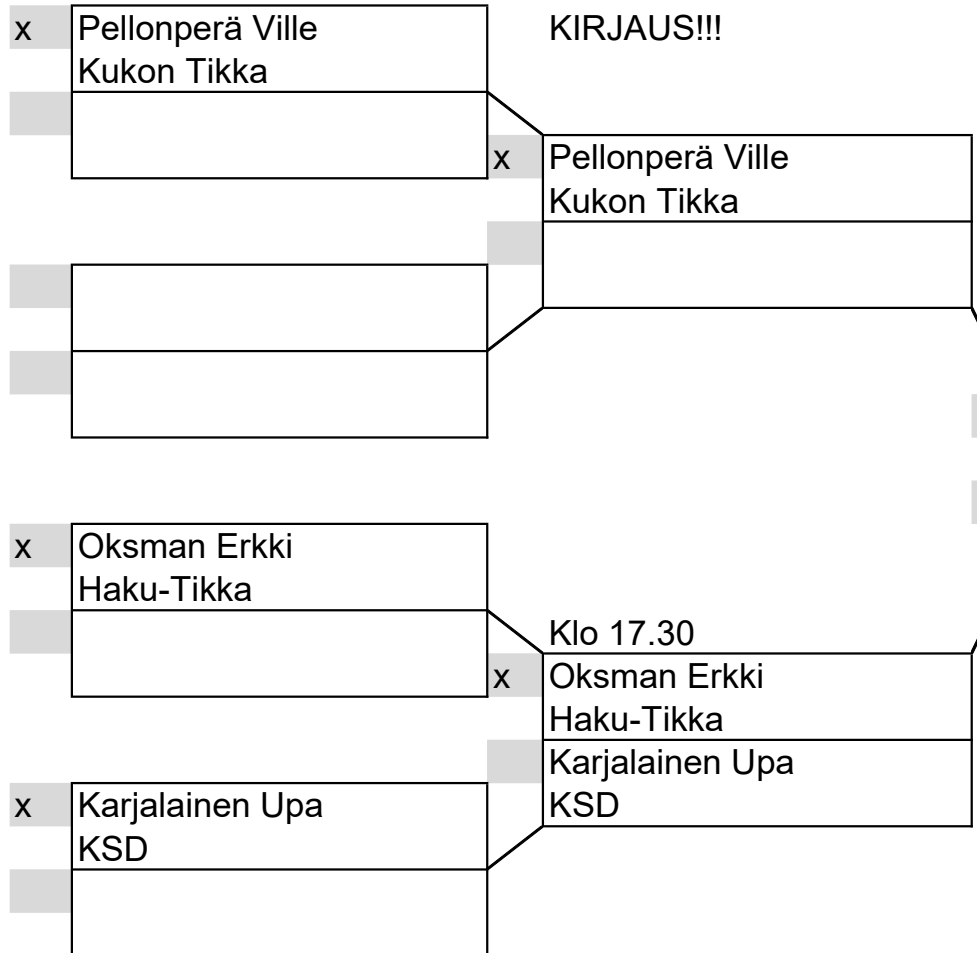 x Pellonperä Ville KIRJAUS!!!
Kukon Tikka
x Pellonperä Ville
Kukon Tikka
x Oksman Erkki
Haku-Tikka
Klo 17.30
x Oksman Erkki
Haku-Tikka
Karjalainen Upa
x Karjalainen Upa KSD
KSD